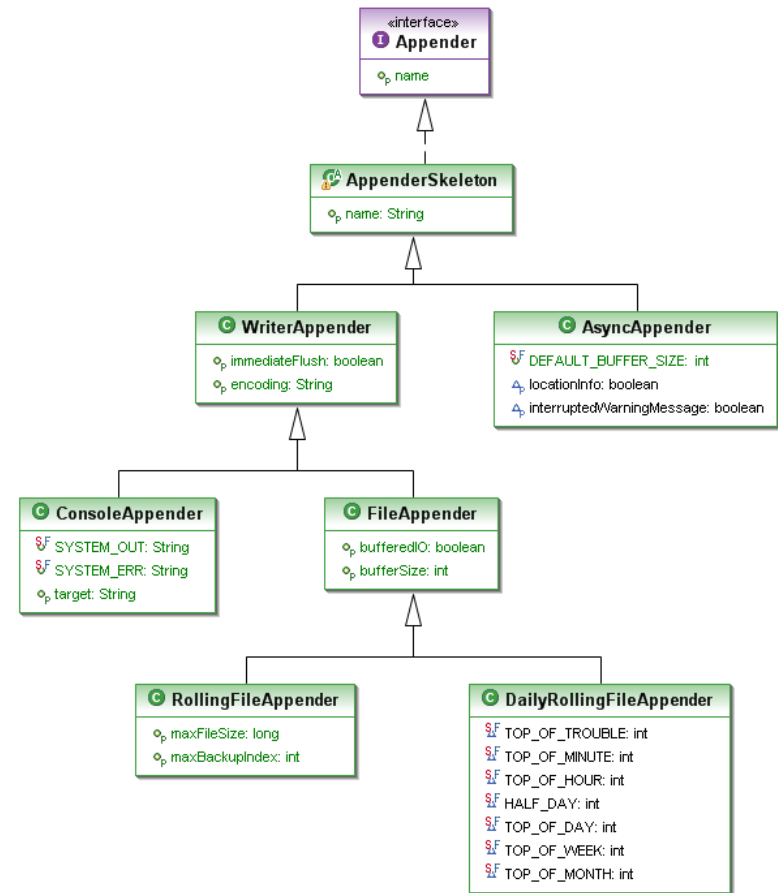 «interface»
Appender
name
AppenderSkeleton
name: String
WriterAppender
immediateFlush: boolean
encoding: String
AsyncAppender
DEFAULT_BUFFER_SIZE: int
locationInfo: boolean
interruptedWarningMessage: boolean
ConsoleAppender
SYSTEM_OUT: String
SYSTEM_ERR: String
target: String
FileAppender
bufferedIO: boolean
bufferSize: int
RollingFileAppender
maxFileSize: long
maxBackupIndex: int
DailyRollingFileAppender
TOP_OF_TROUBLE: int
TOP_OF_MINUTE: int
TOP_OF_HOUR: int
HALF_DAY: int
TOP_OF_DAY: int
TOP_OF_WEEK: int
TOP_OF_MONTH: int